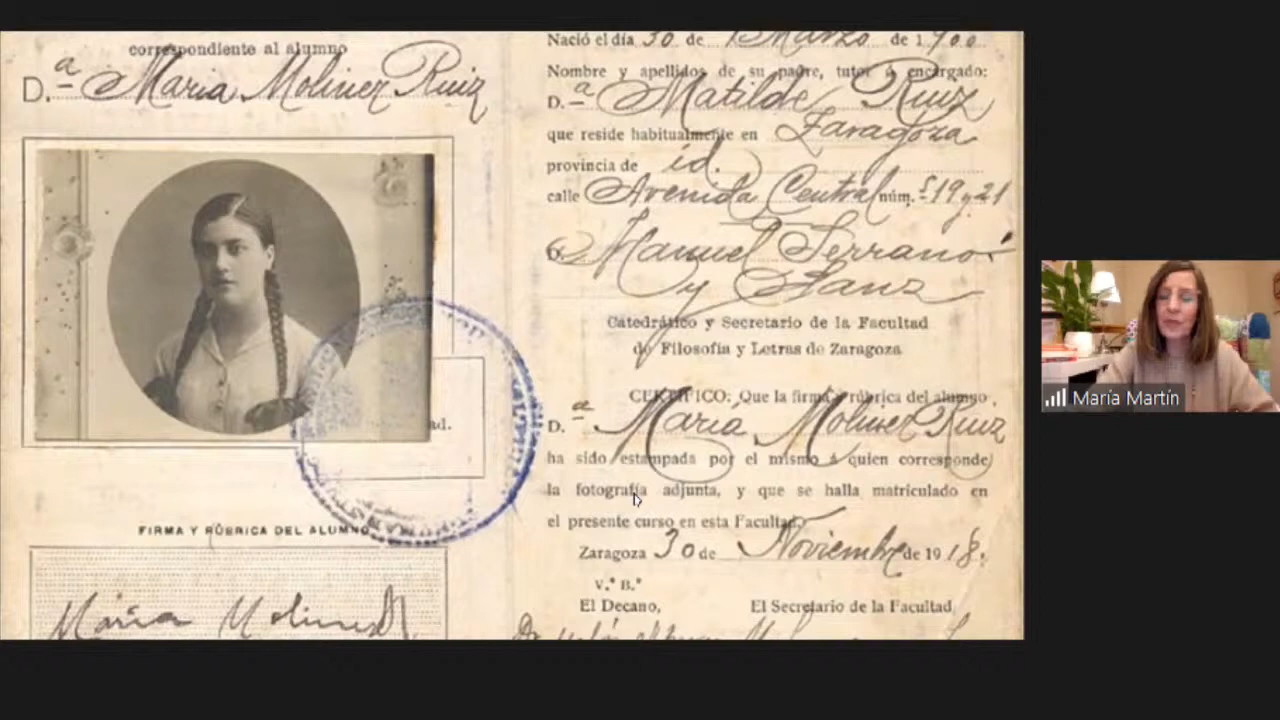 correspondiente al alumno
D.ª María Moliner Ruiz
FIRMA Y RÚBRICA DEL ALUMNO
María Moliner
Nació el día 30 de Marzo de 1900
Nombre y apellidos de su padre, tutor ó encargado:
D.ª Matilde Ruiz
que reside habitualmente en Zaragoza
provincia de id.
calle Avenida Central núm. 19 y 21
D. Manuel Serrano
y Sanz
Catedrático y Secretario de la Facultad
de Filosofía y Letras de Zaragoza
CERTIFICO: Que la firma y rúbrica del alumno
D.ª María Moliner Ruiz
ha sido estampada por el mismo á quien corresponde
la fotografía adjunta, y que se halla matriculado en
el presente curso en esta Facultad.
Zaragoza 30 de Noviembre de 1918.
V.º B.º
El Decano, El Secretario de la Facultad,
María Martín